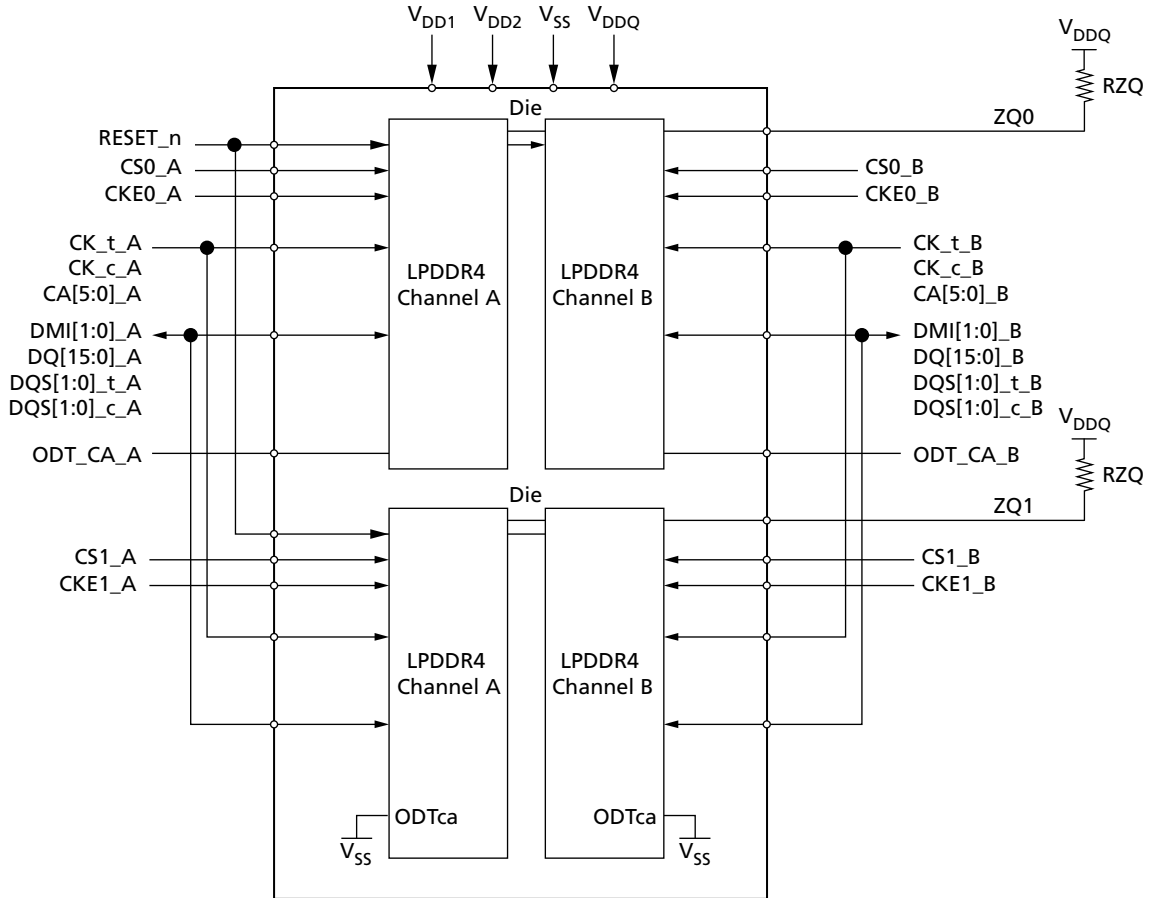 VDD1 VDD2 VSS VDDQ
VDDQ
RZQ
Die
ZQ0
RESET_n
CS0_A
CKE0_A
CS0_B
CKE0_B
CK_t_A
CK_c_A
CA[5:0]_A
LPDDR4
Channel A
LPDDR4
Channel B
CK_t_B
CK_c_B
CA[5:0]_B
DMI[1:0]_A
DQ[15:0]_A
DQS[1:0]_t_A
DQS[1:0]_c_A
DMI[1:0]_B
DQ[15:0]_B
DQS[1:0]_t_B
DQS[1:0]_c_B
ODT_CA_A
ODT_CA_B
VDDQ
RZQ
Die
ZQ1
CS1_A
CKE1_A
CS1_B
CKE1_B
LPDDR4
Channel A
LPDDR4
Channel B
ODTca
ODTca
VSS
VSS